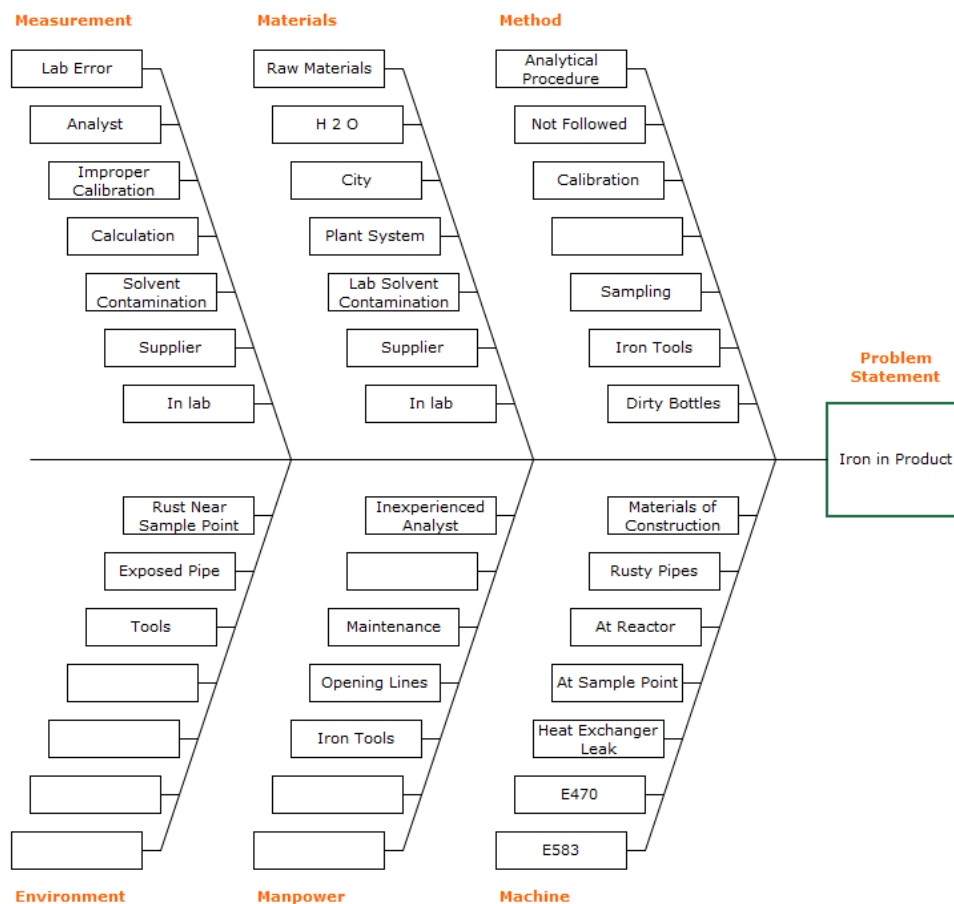 Measurement
Materials
Method
Lab Error
Raw Materials
Analytical
Procedure
Analyst
H 2 O
Not Followed
Improper
Calibration
City
Calibration
Calculation
Plant System
Solvent
Contamination
Lab Solvent
Contamination
Sampling
Supplier
Supplier
Iron Tools
In lab
In lab
Dirty Bottles
Problem
Statement
Iron in Product
Rust Near
Sample Point
Inexperienced
Analyst
Materials of
Construction
Exposed Pipe
Rusty Pipes
Tools
Maintenance
At Reactor
Opening Lines
At Sample Point
Iron Tools
Heat Exchanger
Leak
E470
E583
Environment
Manpower
Machine